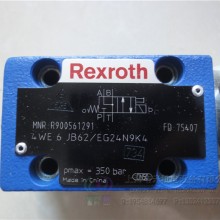 Rexroth
MNR R900561291
FD 75407
4WE 6 JB62/EG24N9K4
pmax = 350 bar
Made in China